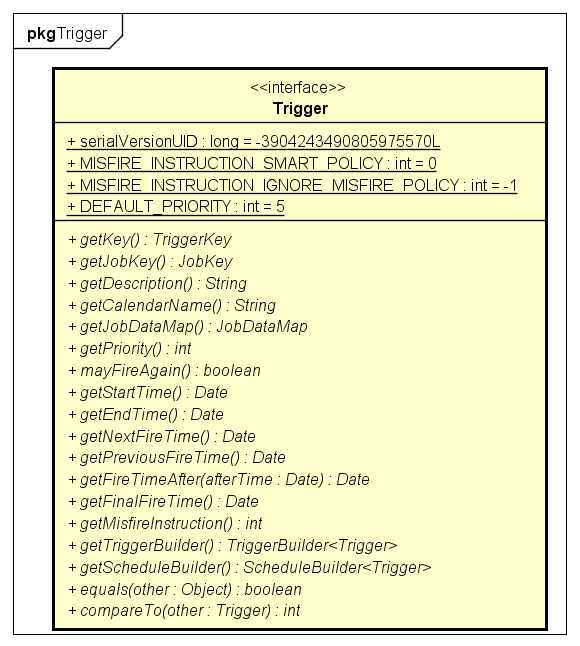 pkgTrigger
<<interface>>
Trigger
+ serialVersionUID : long = -3904243490805975570L
+ MISFIRE_INSTRUCTION_SMART_POLICY : int = 0
+ MISFIRE_INSTRUCTION_IGNORE_MISFIRE_POLICY : int = -1
+ DEFAULT_PRIORITY : int = 5
+ getKey() : TriggerKey
+ getJobKey() : JobKey
+ getDescription() : String
+ getCalendarName() : String
+ getJobDataMap() : JobDataMap
+ getPriority() : int
+ mayFireAgain() : boolean
+ getStartTime() : Date
+ getEndTime() : Date
+ getNextFireTime() : Date
+ getPreviousFireTime() : Date
+ getFireTimeAfter(afterTime : Date) : Date
+ getFinalFireTime() : Date
+ getMisfireInstruction() : int
+ getTriggerBuilder() : TriggerBuilder<Trigger>
+ getScheduleBuilder() : ScheduleBuilder<Trigger>
+ equals(other : Object) : boolean
+ compareTo(other : Trigger) : int